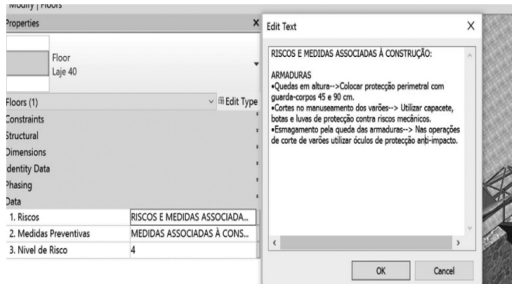 Modify | Floors
Properties
Floor
Laje 40
Floors (1)
Edit Type
Constraints
Structural
Dimensions
Identity Data
Phasing
Data
1. Riscos
RISCOS E MEDIDAS ASSOCIADA...
2. Medidas Preventivas
MEDIDAS ASSOCIADAS À CONS...
3. Nivel de Risco
4
Edit Text
RISCOS E MEDIDAS ASSOCIADAS À CONSTRUÇÃO:
ARMADURAS
•Quedas em altura-->Colocar protecção perimetral com
guarda-corpos 45 e 90 cm.
•Cortes no manuseamento dos varões--> Utilizar capacete,
botas e luvas de protecção contra riscos mecânicos.
•Esmagamento pela queda das armaduras--> Nas operações
de corte de varões utilizar óculos de protecção anti-impacto.
OK
Cancel